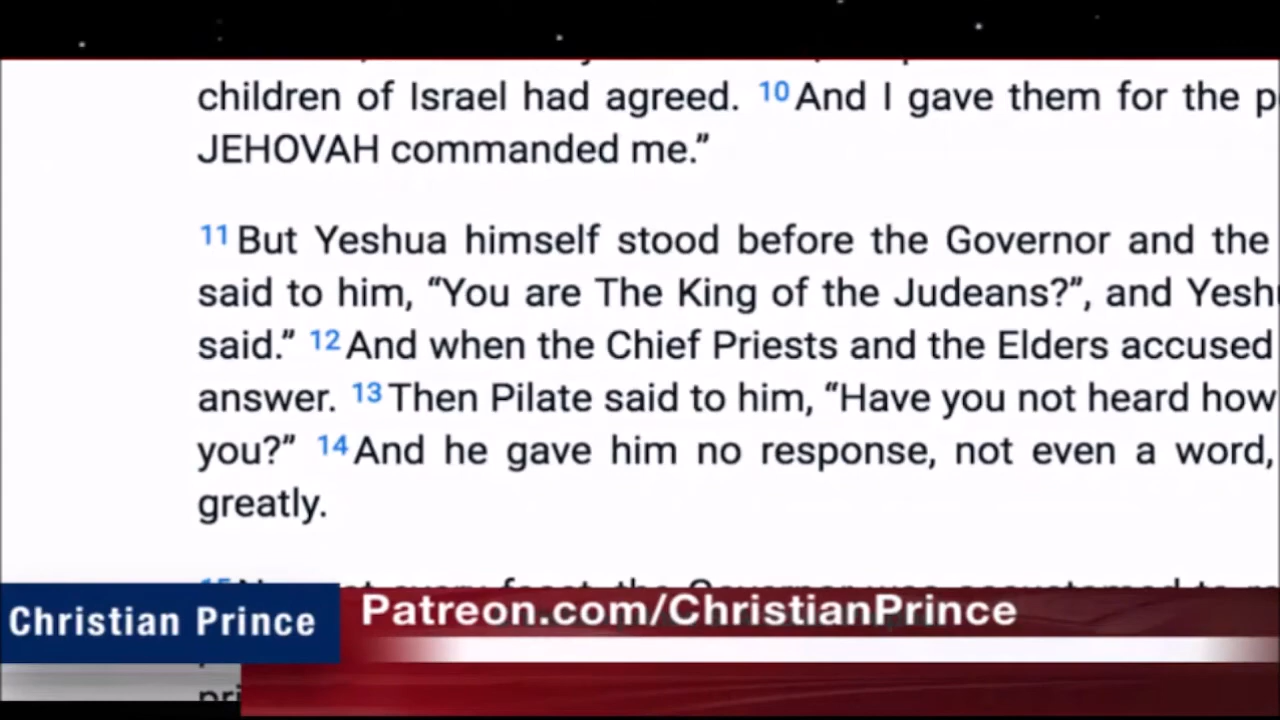 children of Israel had agreed. 10 And I gave them for the
JEHOVAH commanded me.”
11 But Yeshua himself stood before the Governor and the
said to him, “You are The King of the Judeans?”, and
said.” 12 And when the Chief Priests and the Elders accused
answer. 13 Then Pilate said to him, “Have you not heard how
you?” 14 And he gave him no response, not even a word,
greatly.
Christian Prince
Patreon.com/ChristianPrince